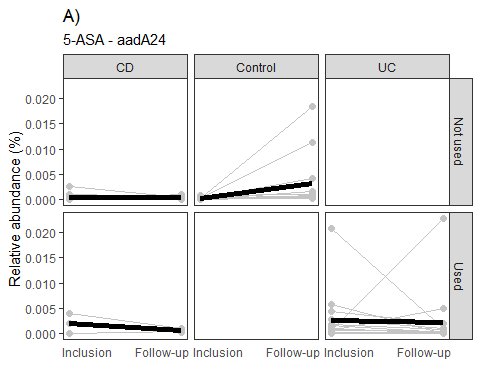 A)
5-ASA - aadA24
CD Control UC
Relative abundance (%)
0.020
0.015
0.010
0.005
0.000
Not used
0.020
0.015
0.010
0.005
0.000
Used
Inclusion Follow-up Inclusion Follow-up Inclusion Follow-up